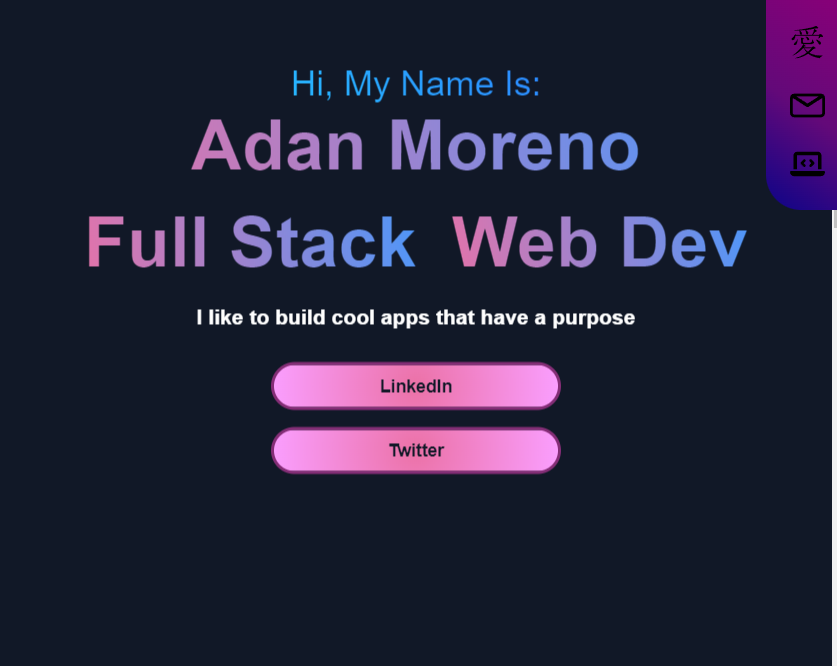 Hi, My Name Is:
Adan Moreno
Full Stack Web Dev
I like to build cool apps that have a purpose
LinkedIn
Twitter
愛